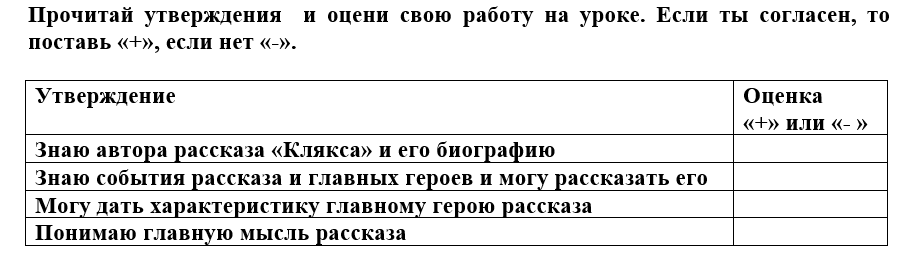 Прочитай утверждения и оцени свою работу на уроке. Если ты согласен, то
поставь «+», если нет «-».
Утверждение
Оценка
«+» или «- »
Знаю автора рассказа «Клякса» и его биографию
Знаю события рассказа и главных героев и могу рассказать его
Могу дать характеристику главному герою рассказа
Понимаю главную мысль рассказа